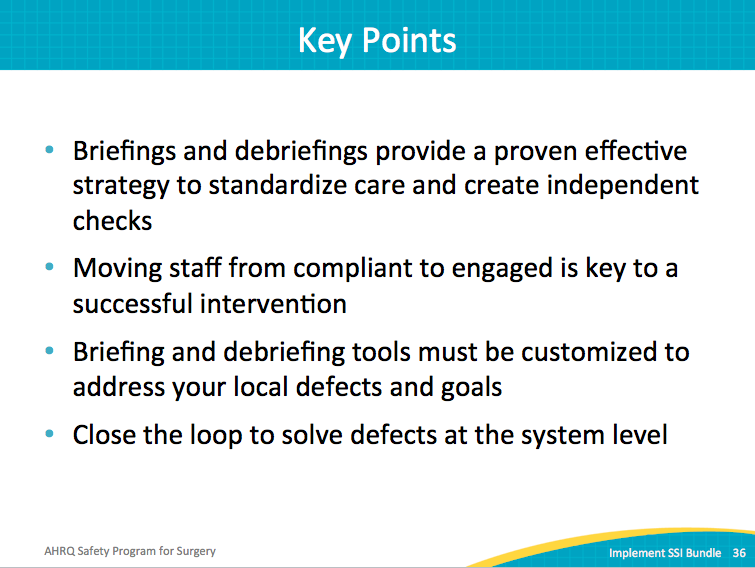 Key Points
• Briefings and debriefings provide a proven effective
strategy to standardize care and create independent
checks
• Moving staff from compliant to engaged is key to a
successful intervention
• Briefing and debriefing tools must be customized to
address your local defects and goals
• Close the loop to solve defects at the system level
AHRQ Safety Program for Surgery
Implement SSI Bundle 36